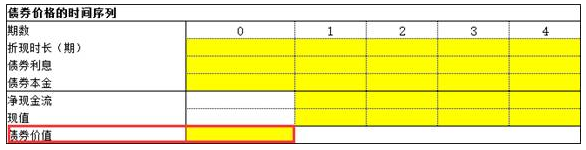 债券价格的时间序列
期数 0 1 2 3 4
折现时长（期）
债券利息
债券本金
净现金流
现值
债券价值